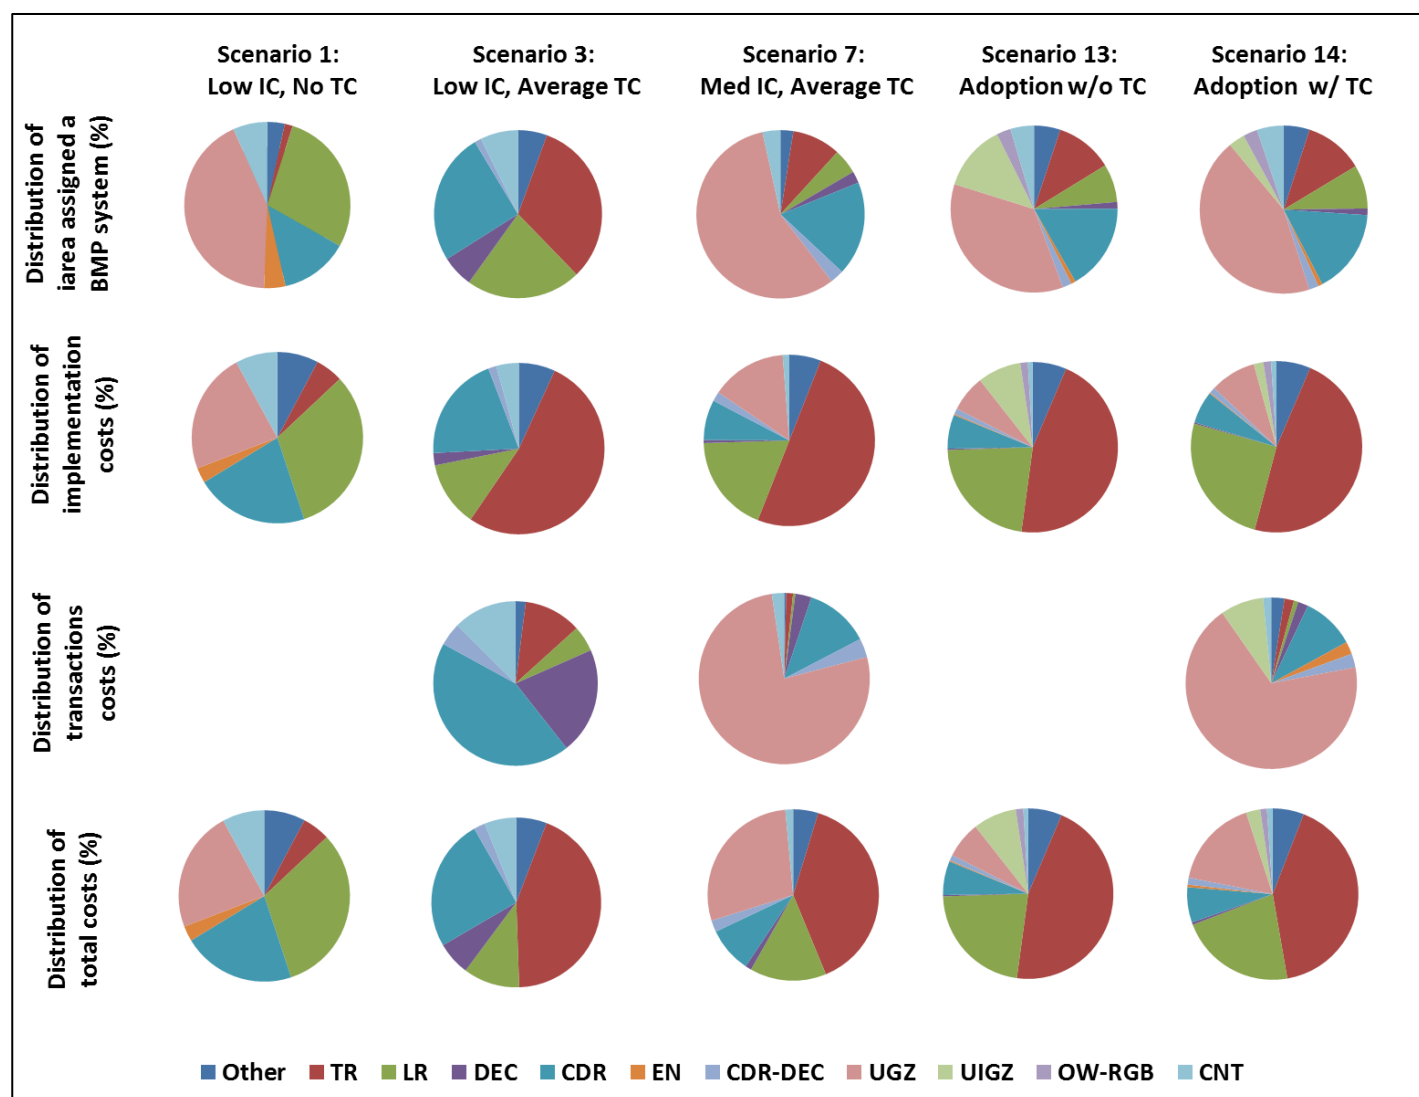 Scenario 1:
Low IC, No TC
Scenario 3:
Low IC, Average TC
Scenario 7:
Med IC, Average TC
Scenario 13:
Adoption w/o TC
Scenario 14:
Adoption w/ TC
Distribution of
iarea assigned a
BMP system (%)
Distribution of
implementation
costs (%)
Distribution of
transactions
costs (%)
Distribution of
total costs (%)
Other TR LR DEC CDR EN CDR-DEC UGZ UIGZ OW-RGB CNT